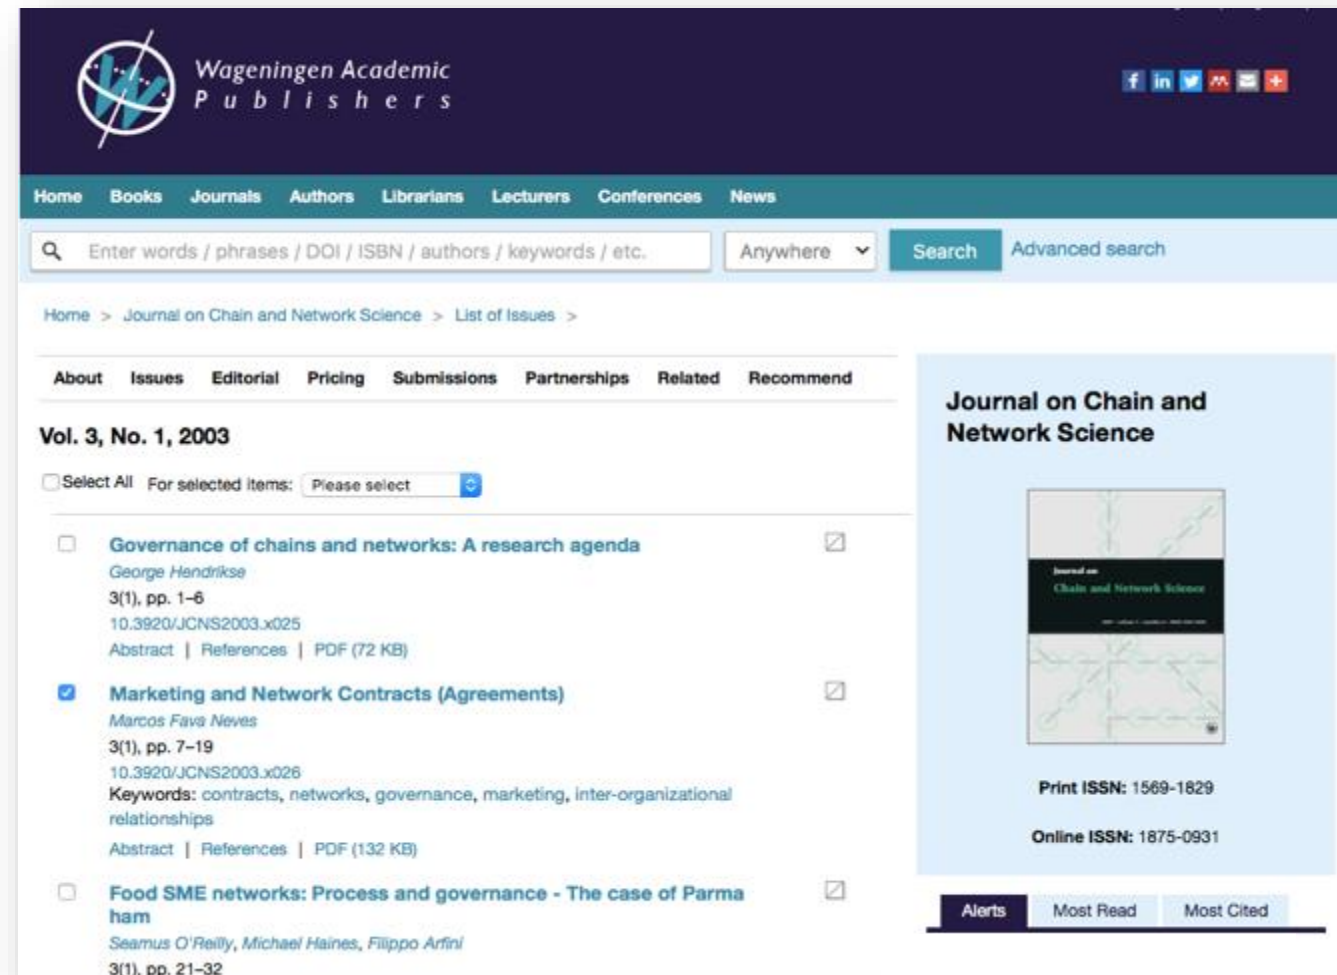 Wageningen Academic
Publishers
Home Books Journals Authors Librarians Lecturers Conferences News
Enter words / phrases / DOI / ISBN / authors / keywords / etc. Anywhere Search Advanced search
Home > Journal on Chain and Network Science > List of Issues >
About Issues Editorial Pricing Submissions Partnerships Related Recommend
Vol. 3, No. 1, 2003
Select All For selected items: Please select
Governance of chains and networks: A research agenda
George Hendrikse
3(1), pp. 1–6
10.3920/JCNS2003.x025
Abstract | References | PDF (72 KB)
Marketing and Network Contracts (Agreements)
Marcos Fava Neves
3(1), pp. 7–19
10.3920/JCNS2003.x026
Keywords: contracts, networks, governance, marketing, inter-organizational
relationships
Abstract | References | PDF (132 KB)
Food SME networks: Process and governance - The case of Parma
ham
Seamus O'Reilly, Michael Haines, Filippo Arfini
3(1), pp. 21–32
Journal on Chain and
Network Science
Journal on
Chain and Network Science
Print ISSN: 1569-1829
Online ISSN: 1875-0931
Alerts Most Read Most Cited